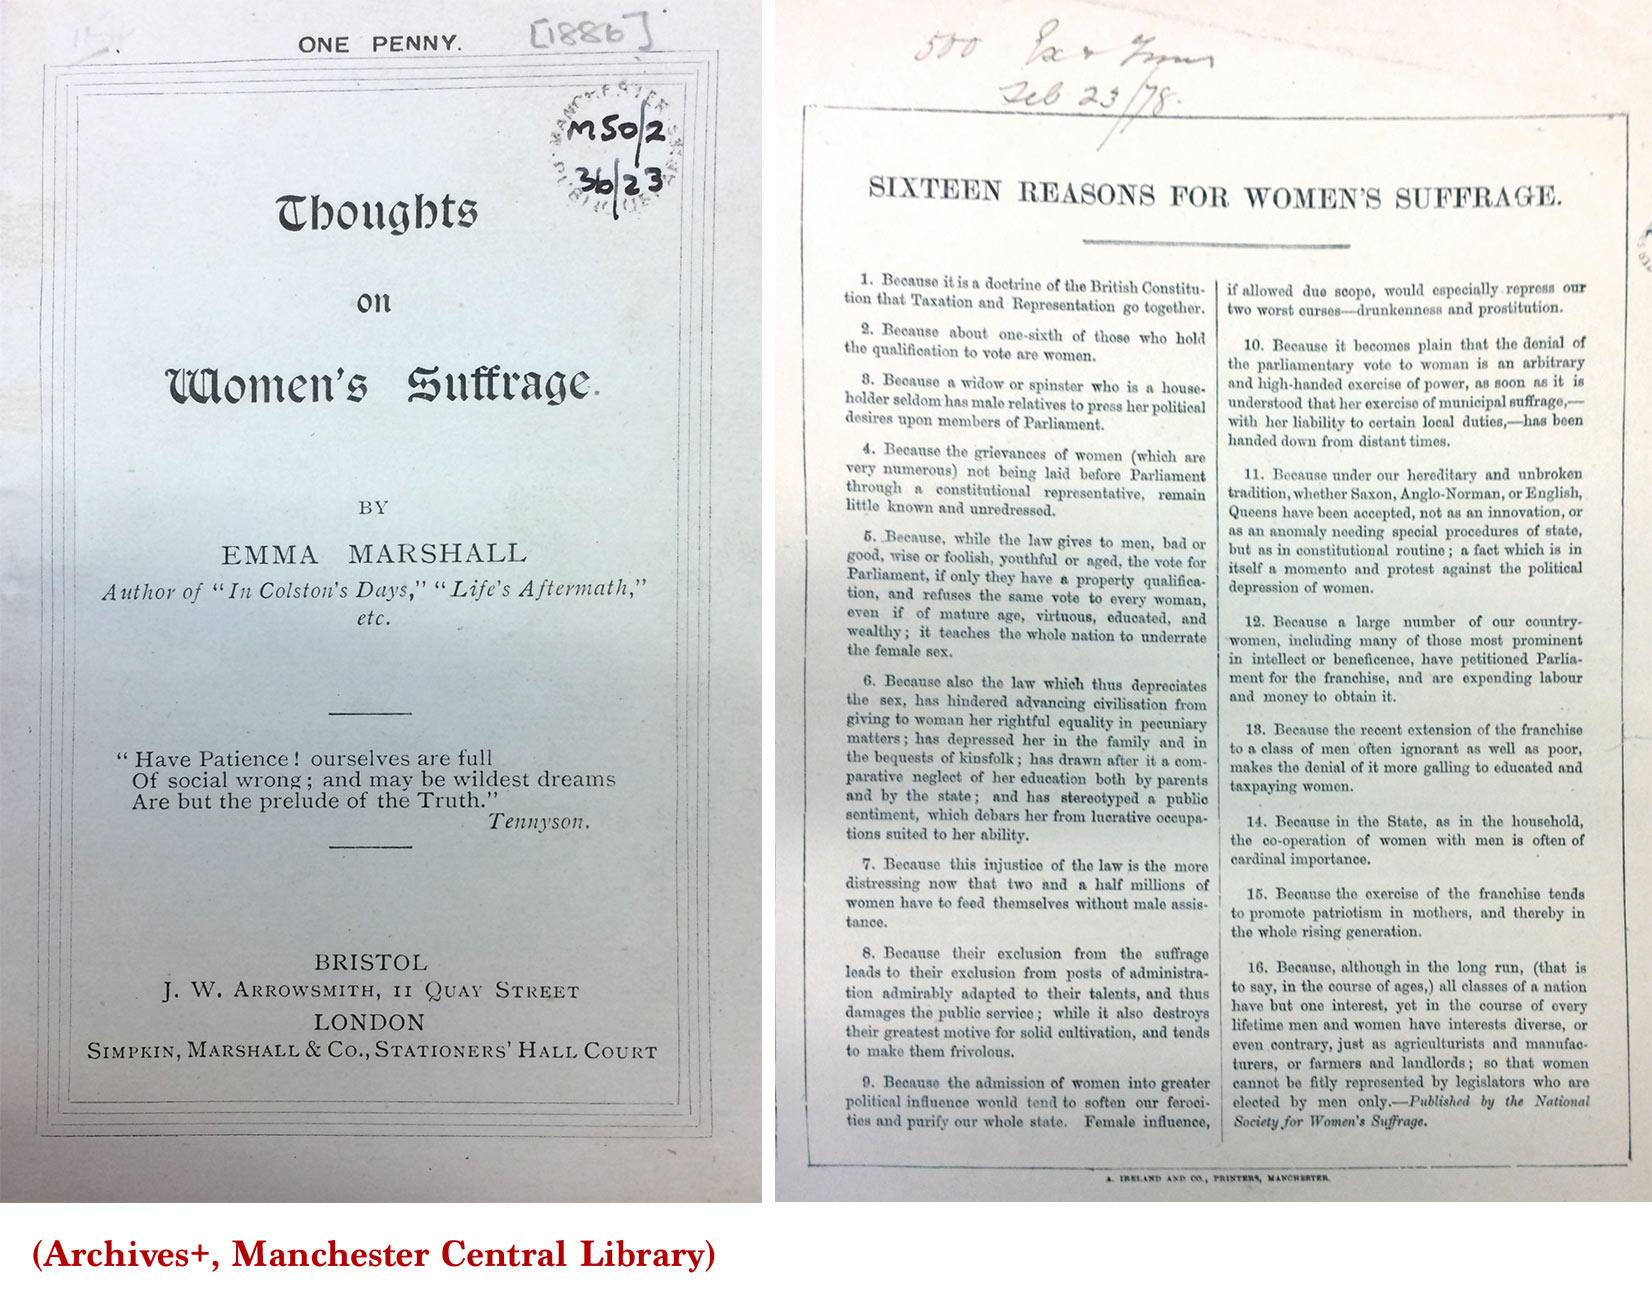 ONE PENNY.
[1886]
MANCHESTER
M50/2
36/23
Thoughts
on
Women's Suffrage.
BY
EMMA MARSHALL
Author of "In Colston's Days," "Life's Aftermath,"
etc.
"Have Patience! ourselves are full
Of social wrong; and may be wildest dreams
Are but the prelude of the Truth."
Tennyson.
BRISTOL
J. W. ARROWSMITH, 11 QUAY STREET
LONDON
SIMPKIN, MARSHALL & CO., STATIONERS' HALL COURT
500 Ex &
Feb 23/78.
SIXTEEN REASONS FOR WOMEN'S SUFFRAGE.
1. Because it is a doctrine of the British Constitu-
tion that Taxation and Representation go together.
2. Because about one-sixth of those who hold
the qualification to vote are women.
3. Because a widow or spinster who is a house-
holder seldom has male relatives to press her political
desires upon members of Parliament.
4. Because the grievances of women (which are
very numerous) not being laid before Parliament
through a constitutional representative, remain
little known and unredressed.
5. Because, while the law gives to men, bad or
good, wise or foolish, youthful or aged, the vote for
Parliament, if only they have a property qualifica-
tion, and refuses the same vote to every woman,
even if of mature age, virtuous, educated, and
wealthy; it teaches the whole nation to underrate
the female sex.
6. Because also the law which thus depreciates
the sex, has hindered advancing civilisation from
giving to woman her rightful equality in pecuniary
matters; has depressed her in the family and in
the bequests of kinsfolk; has drawn after it a com-
parative neglect of her education both by parents
and by the state; and has stereotyped a public
sentiment, which debars her from lucrative occupa-
tions suited to her ability.
7. Because this injustice of the law is the more
distressing now that two and a half millions of
women have to feed themselves without male assis-
tance.
8. Because their exclusion from the suffrage
leads to their exclusion from posts of administra-
tion admirably adapted to their talents, and thus
damages the public service; while it also destroys
their greatest motive for solid cultivation, and tends
to make them frivolous.
9. Because the admission of women into greater
political influence would tend to soften our feroci-
ties and purify our whole state. Female influence,
if allowed due scope, would especially repress our
two worst curses—drunkenness and prostitution.
10. Because it becomes plain that the denial of
the parliamentary vote to woman is an arbitrary
and high-handed exercise of power, as soon as it is
understood that her exercise of municipal suffrage,—
with her liability to certain local duties,—has been
handed down from distant times.
11. Because under our hereditary and unbroken
tradition, whether Saxon, Anglo-Norman, or English,
Queens have been accepted, not as an innovation, or
as an anomaly needing special procedures of state,
but as in constitutional routine; a fact which is in
itself a momento and protest against the political
depression of women.
12. Because a large number of our country-
women, including many of those most prominent
in intellect or beneficence, have petitioned Parlia-
ment for the franchise, and are expending labour
and money to obtain it.
13. Because the recent extension of the franchise
to a class of men often ignorant as well as poor,
makes the denial of it more galling to educated and
taxpaying women.
14. Because in the State, as in the household,
the co-operation of women with men is often of
cardinal importance.
15. Because the exercise of the franchise tends
to promote patriotism in mothers, and thereby in
the whole rising generation.
16. Because, although in the long run, (that is
to say, in the course of ages,) all classes of a nation
have but one interest, yet in the course of every
lifetime men and women have interests diverse, or
even contrary, just as agriculturists and manufac-
turers, or farmers and landlords; so that women
cannot be fitly represented by legislators who are
elected by men only.—Published by the National
Society for Women's Suffrage.
A. IRELAND AND CO., PRINTERS, MANCHESTER.
(Archives+, Manchester Central Library)